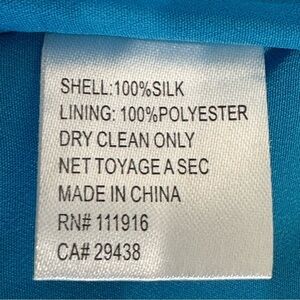 SHELL:100%SILK
LINING: 100%POLYESTER
DRY CLEAN ONLY
NET TOYAGE A SEC
MADE IN CHINA
RN# 111916
CA# 29438